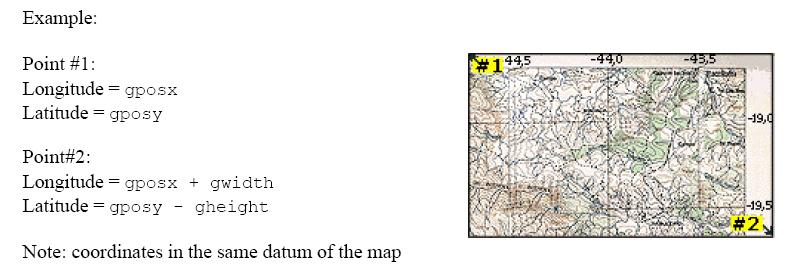 Example:
Point #1:
Longitude = gposx
Latitude = gposy
Point#2:
Longitude = gposx + gwidth
Latitude = gposy - gheight
Note: coordinates in the same datum of the map
#1 44,5 -44,0 -43,5
-19,0
-19,5
#2